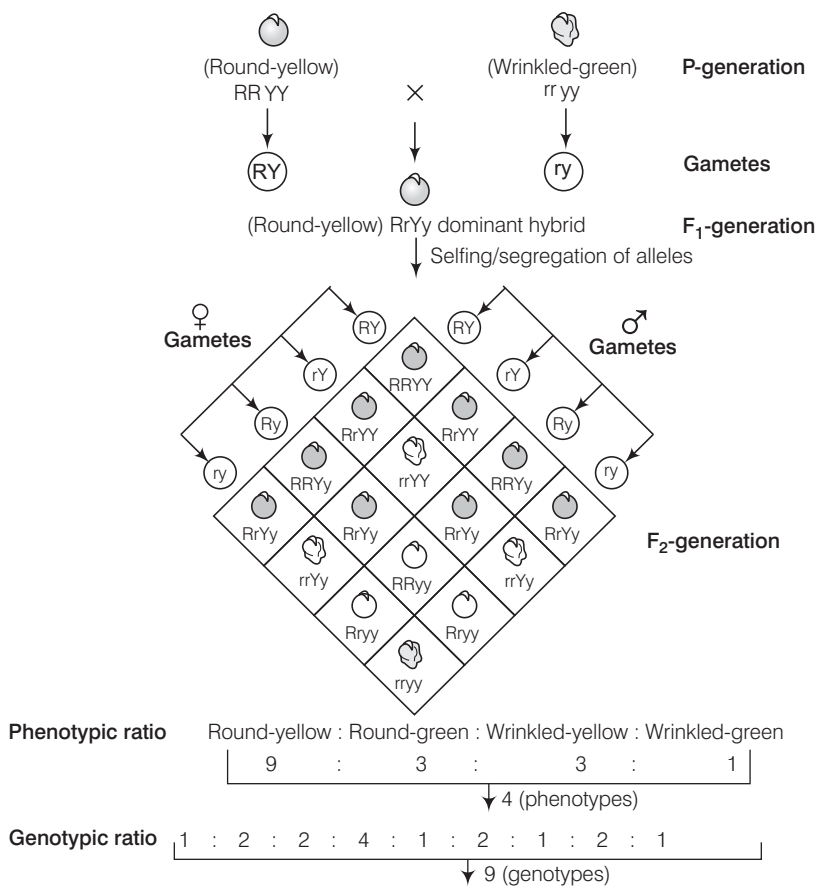 (Round-yellow) (Wrinkled-green) P-generation
RR YY × rr yy
RY ry Gametes
(Round-yellow) RrYy dominant hybrid F₁-generation
Selfing/segregation of alleles
♀ RY RY ♂
Gametes Gametes
rY RRYY rY
Ry RrYY RrYY Ry
ry RRYy rrYY RRYy ry
RrYy RrYy RrYy RrYy F₂-generation
rrYy RRyy rrYy
Rryy Rryy
rryy
Phenotypic ratio Round-yellow : Round-green : Wrinkled-yellow : Wrinkled-green
9 : 3 : 3 : 1
4 (phenotypes)
Genotypic ratio 1 : 2 : 2 : 4 : 1 : 2 : 1 : 2 : 1
9 (genotypes)